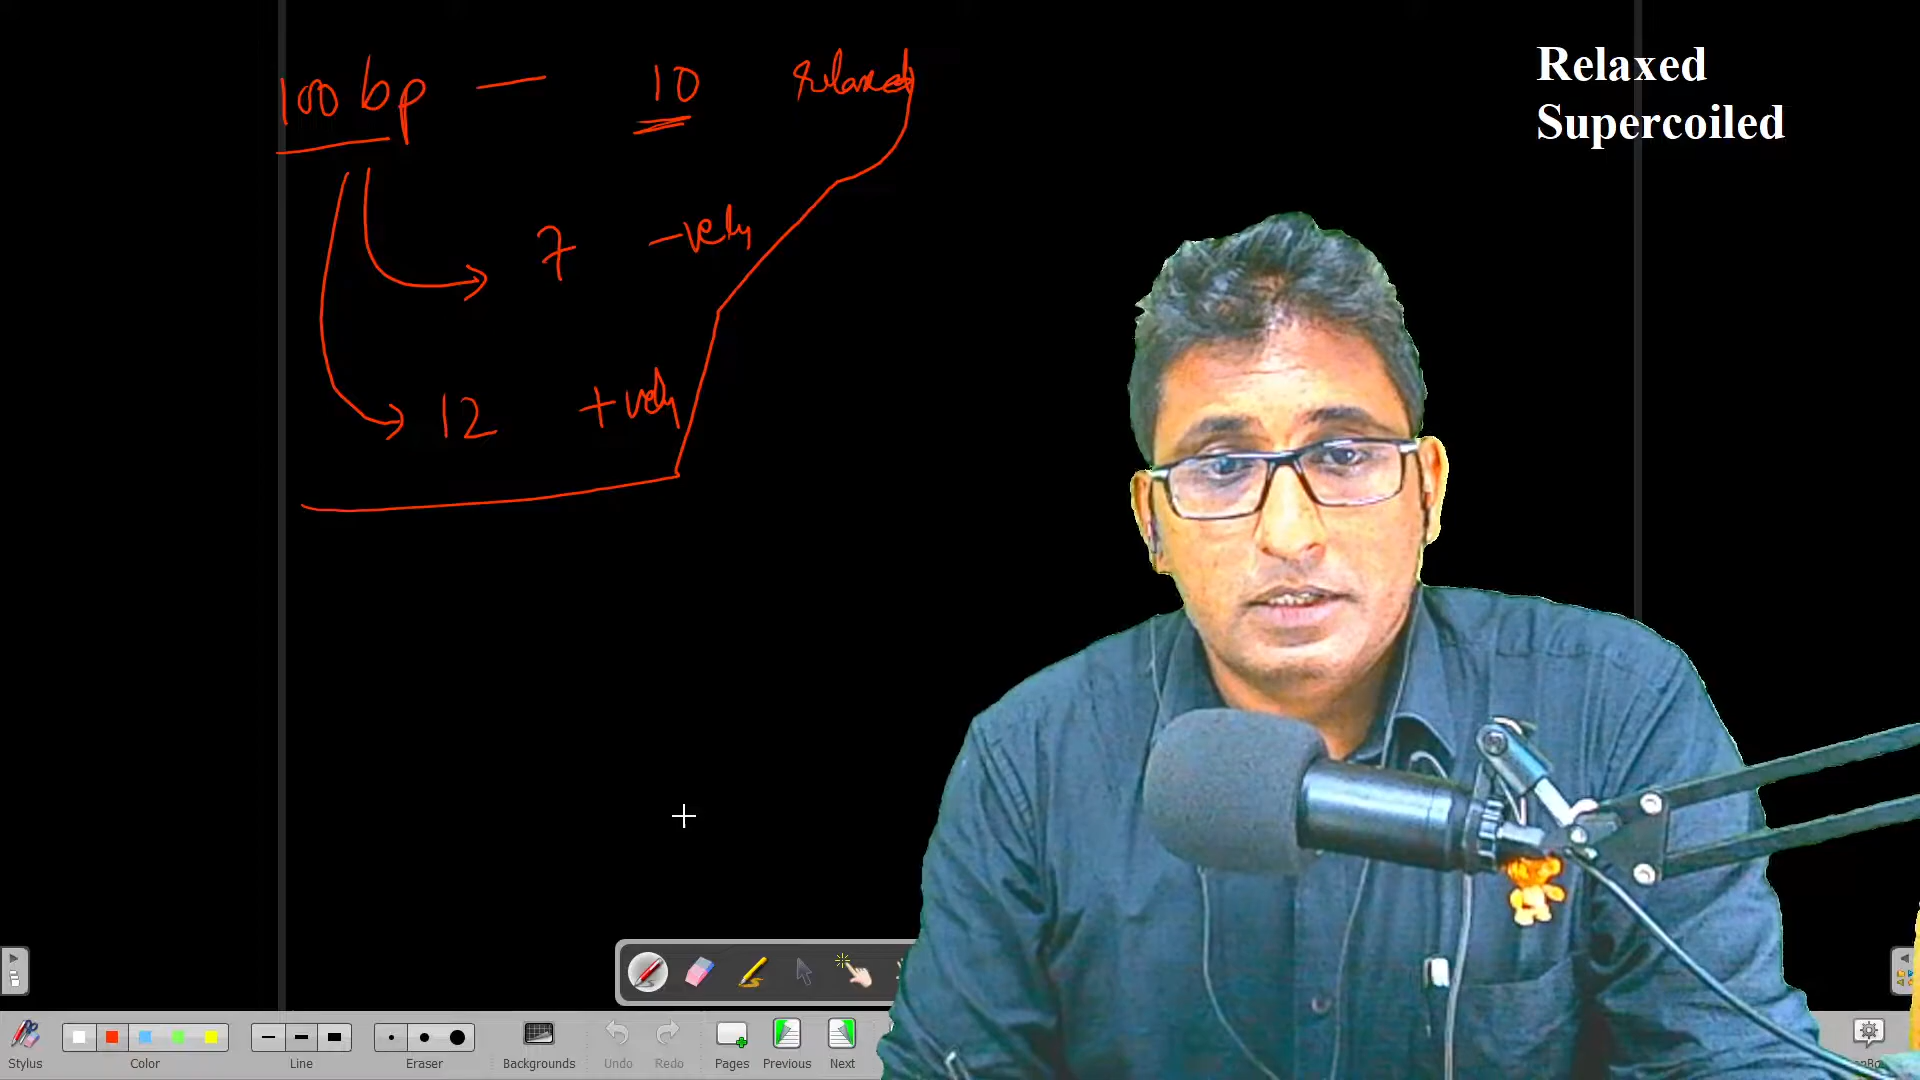 100 bp — 10 relaxed
Relaxed
Supercoiled
7 -vely
12 +vely
Stylus Color Line Eraser Backgrounds Undo Redo Pages Previous Next